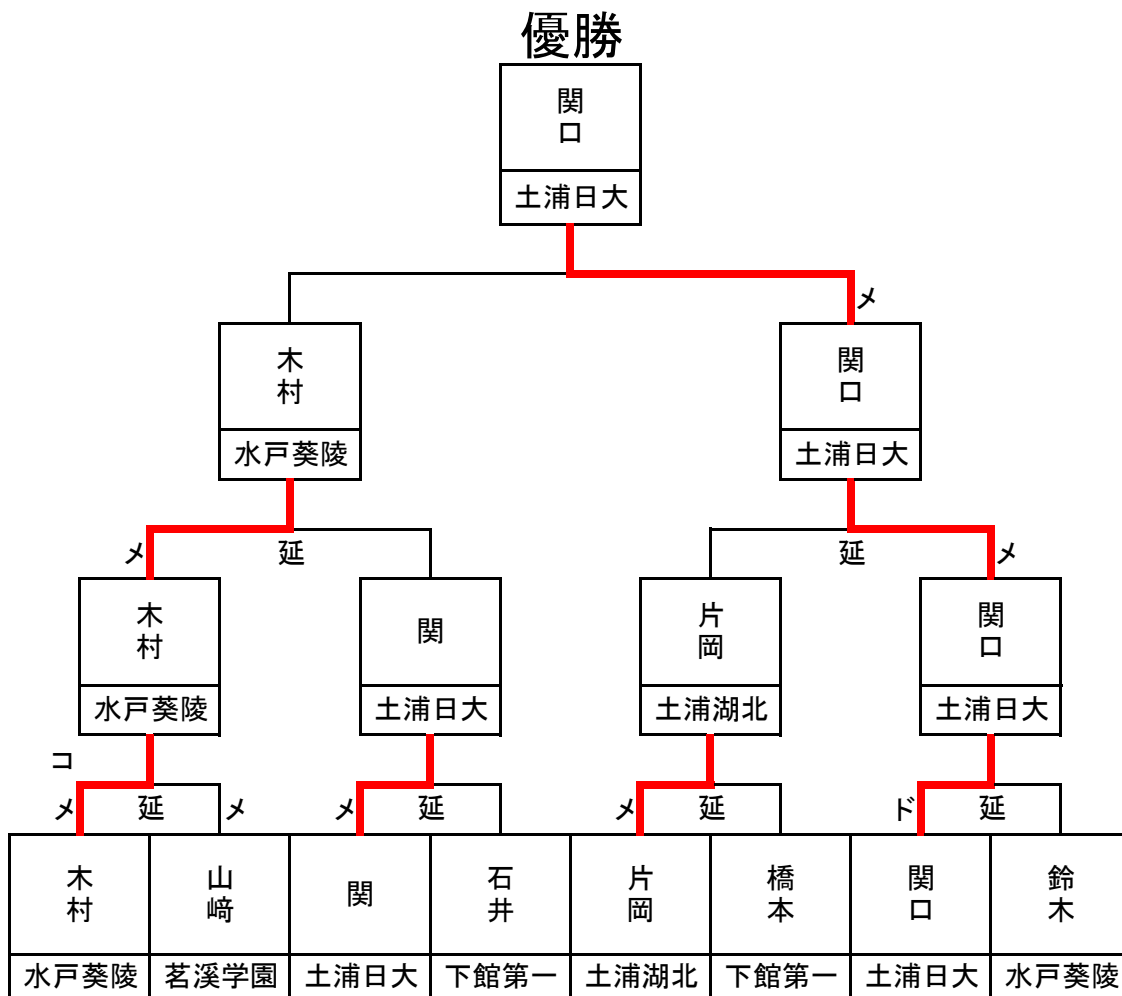 優勝
関口
土浦日大
メ
木村
関口
水戸葵陵
土浦日大
メ
延
延
メ
木村
関
片岡
関口
水戸葵陵
土浦日大
土浦湖北
土浦日大
コ
メ
延
メ
メ
延
メ
延
ド
延
木村
山﨑
関
石井
片岡
橋本
関口
鈴木
水戸葵陵
茗溪学園
土浦日大
下館第一
土浦湖北
下館第一
土浦日大
水戸葵陵